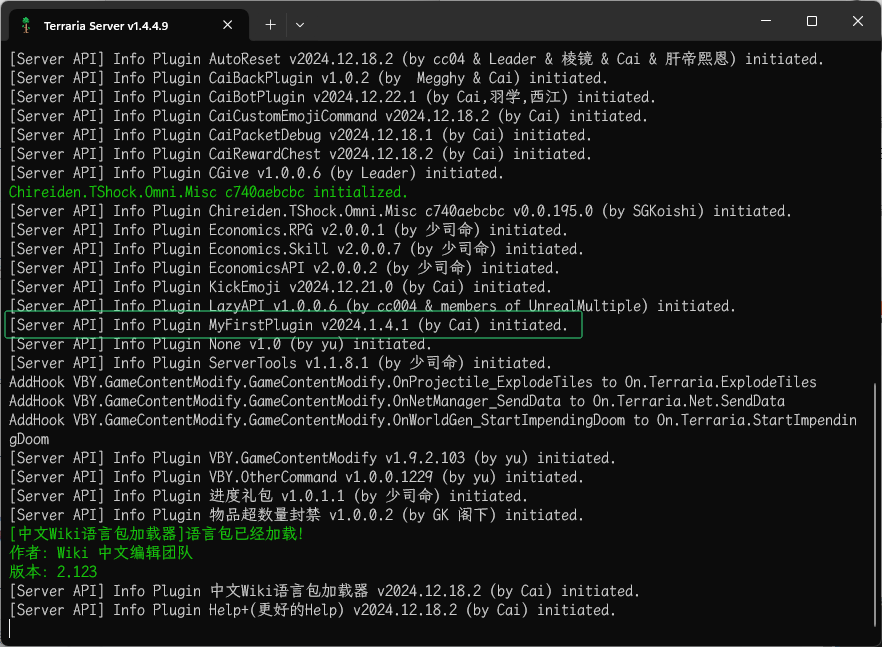 Terraria Server v1.4.4.9
[Server API] Info Plugin AutoReset v2024.12.18.2 (by cc04 & Leader & 棱镜 & Cai & 肝帝熙恩) initiated.
[Server API] Info Plugin CaiBackPlugin v1.0.2 (by  Megghy & Cai) initiated.
[Server API] Info Plugin CaiBotPlugin v2024.12.22.1 (by Cai,羽学,西江) initiated.
[Server API] Info Plugin CaiCustomEmojiCommand v2024.12.18.2 (by Cai) initiated.
[Server API] Info Plugin CaiPacketDebug v2024.12.18.1 (by Cai) initiated.
[Server API] Info Plugin CaiRewardChest v2024.12.18.2 (by Cai) initiated.
[Server API] Info Plugin CGive v1.0.0.6 (by Leader) initiated.
Chireiden.TShock.Omni.Misc c740aebcbc initialized.
[Server API] Info Plugin Chireiden.TShock.Omni.Misc c740aebcbc v0.0.195.0 (by SGKoishi) initiated.
[Server API] Info Plugin Economics.RPG v2.0.0.1 (by 少司命) initiated.
[Server API] Info Plugin Economics.Skill v2.0.0.7 (by 少司命) initiated.
[Server API] Info Plugin EconomicsAPI v2.0.0.2 (by 少司命) initiated.
[Server API] Info Plugin KickEmoji v2024.12.21.0 (by Cai) initiated.
[Server API] Info Plugin LazyAPI v1.0.0.6 (by cc004 & members of UnrealMultiple) initiated.
[Server API] Info Plugin MyFirstPlugin v2024.1.4.1 (by Cai) initiated.
[Server API] Info Plugin None v1.0 (by yu) initiated.
[Server API] Info Plugin ServerTools v1.1.8.1 (by 少司命) initiated.
AddHook VBY.GameContentModify.GameContentModify.OnProjectile_ExplodeTiles to On.Terraria.ExplodeTiles
AddHook VBY.GameContentModify.GameContentModify.OnNetManager_SendData to On.Terraria.Net.SendData
AddHook VBY.GameContentModify.GameContentModify.OnWorldGen_StartImpendingDoom to On.Terraria.StartImpendin
gDoom
[Server API] Info Plugin VBY.GameContentModify v1.9.2.103 (by yu) initiated.
[Server API] Info Plugin VBY.OtherCommand v1.0.0.1229 (by yu) initiated.
[Server API] Info Plugin 进度礼包 v1.0.1.1 (by 少司命) initiated.
[Server API] Info Plugin 物品超数量封禁 v1.0.0.2 (by GK 阁下) initiated.
[中文Wiki语言包加载器]语言包已经加载!
作者: Wiki 中文编辑团队
版本: 2.123
[Server API] Info Plugin 中文Wiki语言包加载器 v2024.12.18.2 (by Cai) initiated.
[Server API] Info Plugin Help+(更好的Help) v2024.12.18.2 (by Cai) initiated.